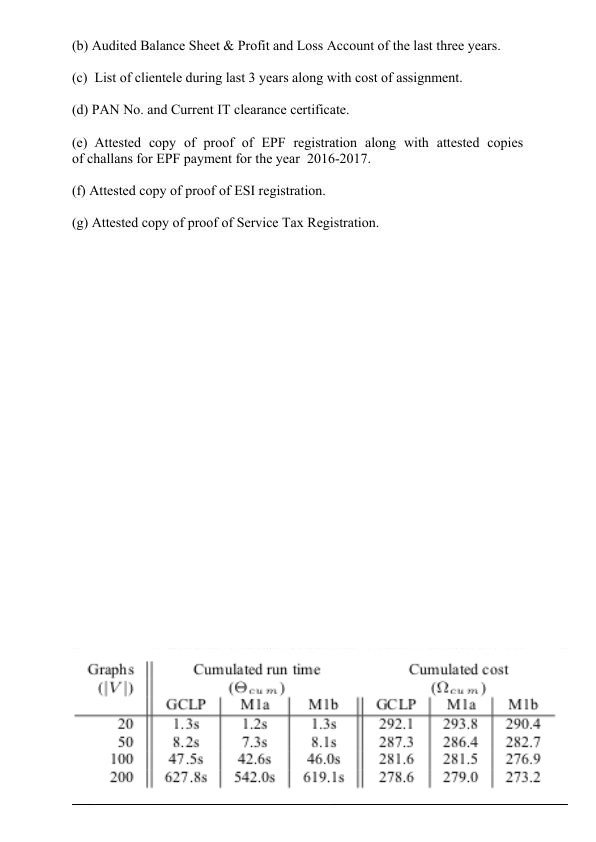 (b) Audited Balance Sheet & Profit and Loss Account of the last three years.
(c) List of clientele during last 3 years along with cost of assignment.
(d) PAN No. and Current IT clearance certificate.
(e) Attested copy of proof of EPF registration along with attested copies
of challans for EPF payment for the year 2016-2017.
(f) Attested copy of proof of ESI registration.
(g) Attested copy of proof of Service Tax Registration.
Graphs Cumulated run time Cumulated cost
(|V|) (Θcum) (Ωcum)
GCLP M1a M1b GCLP M1a M1b
20 1.3s 1.2s 1.3s 292.1 293.8 290.4
50 8.2s 7.3s 8.1s 287.3 286.4 282.7
100 47.5s 42.6s 46.0s 281.6 281.5 276.9
200 627.8s 542.0s 619.1s 278.6 279.0 273.2